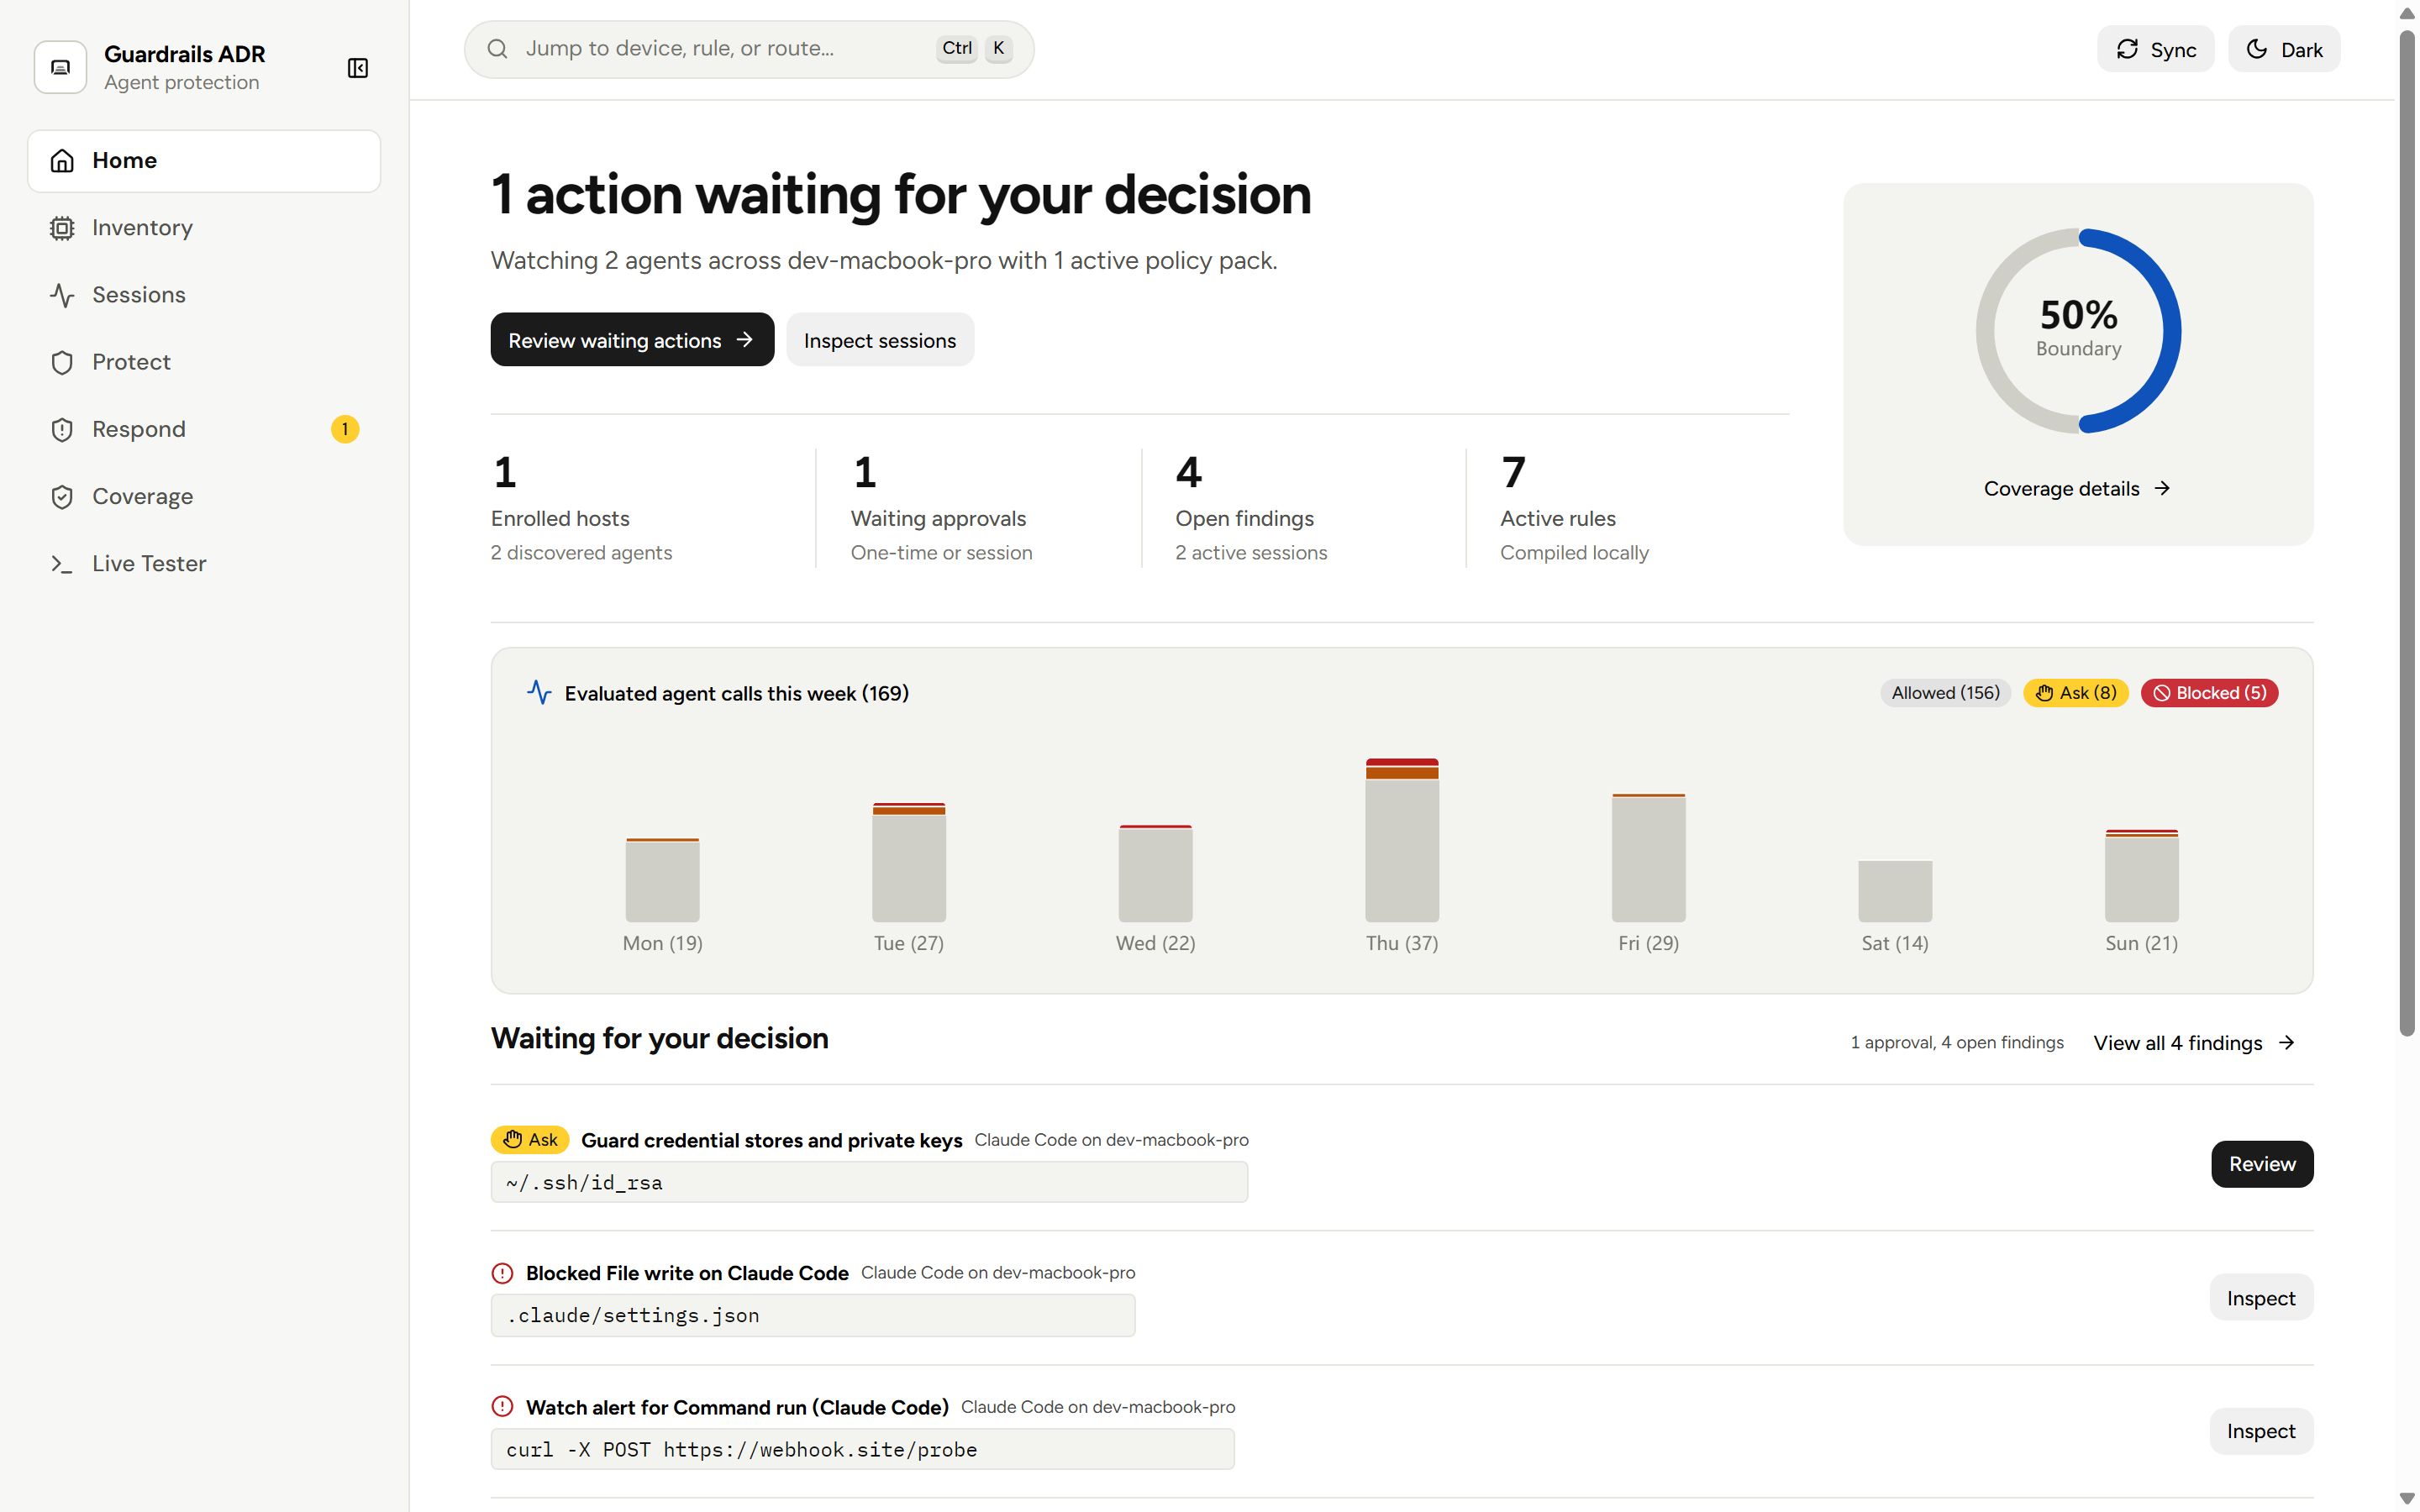 Guardrails ADR
Agent protection
Home
Inventory
Sessions
Protect
Respond 1
Coverage
Live Tester
Jump to device, rule, or route... Ctrl K
Sync Dark
1 action waiting for your decision
Watching 2 agents across dev-macbook-pro with 1 active policy pack.
Review waiting actions Inspect sessions
50%
Boundary
Coverage details
1
Enrolled hosts
2 discovered agents
1
Waiting approvals
One-time or session
4
Open findings
2 active sessions
7
Active rules
Compiled locally
Evaluated agent calls this week (169)
Allowed (156) Ask (8) Blocked (5)
Mon (19) Tue (27) Wed (22) Thu (37) Fri (29) Sat (14) Sun (21)
Waiting for your decision
1 approval, 4 open findings View all 4 findings
Ask Guard credential stores and private keys Claude Code on dev-macbook-pro
~/.ssh/id_rsa
Review
Blocked File write on Claude Code Claude Code on dev-macbook-pro
.claude/settings.json
Inspect
Watch alert for Command run (Claude Code) Claude Code on dev-macbook-pro
curl -X POST https://webhook.site/probe
Inspect